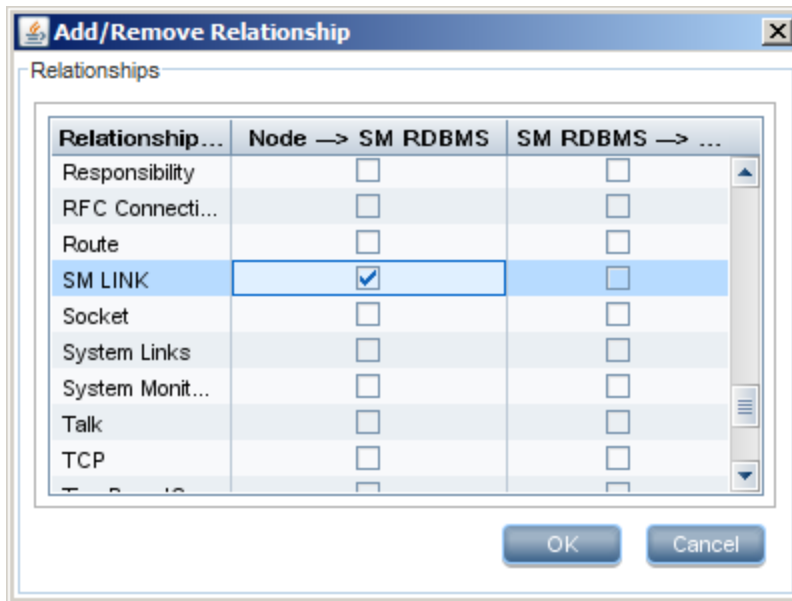 Add/Remove Relationship
Relationships
Relationship... Node —> SM RDBMS SM RDBMS —> ...
Responsibility
RFC Connecti...
Route
SM LINK
Socket
System Links
System Monit...
Talk
TCP
OK Cancel